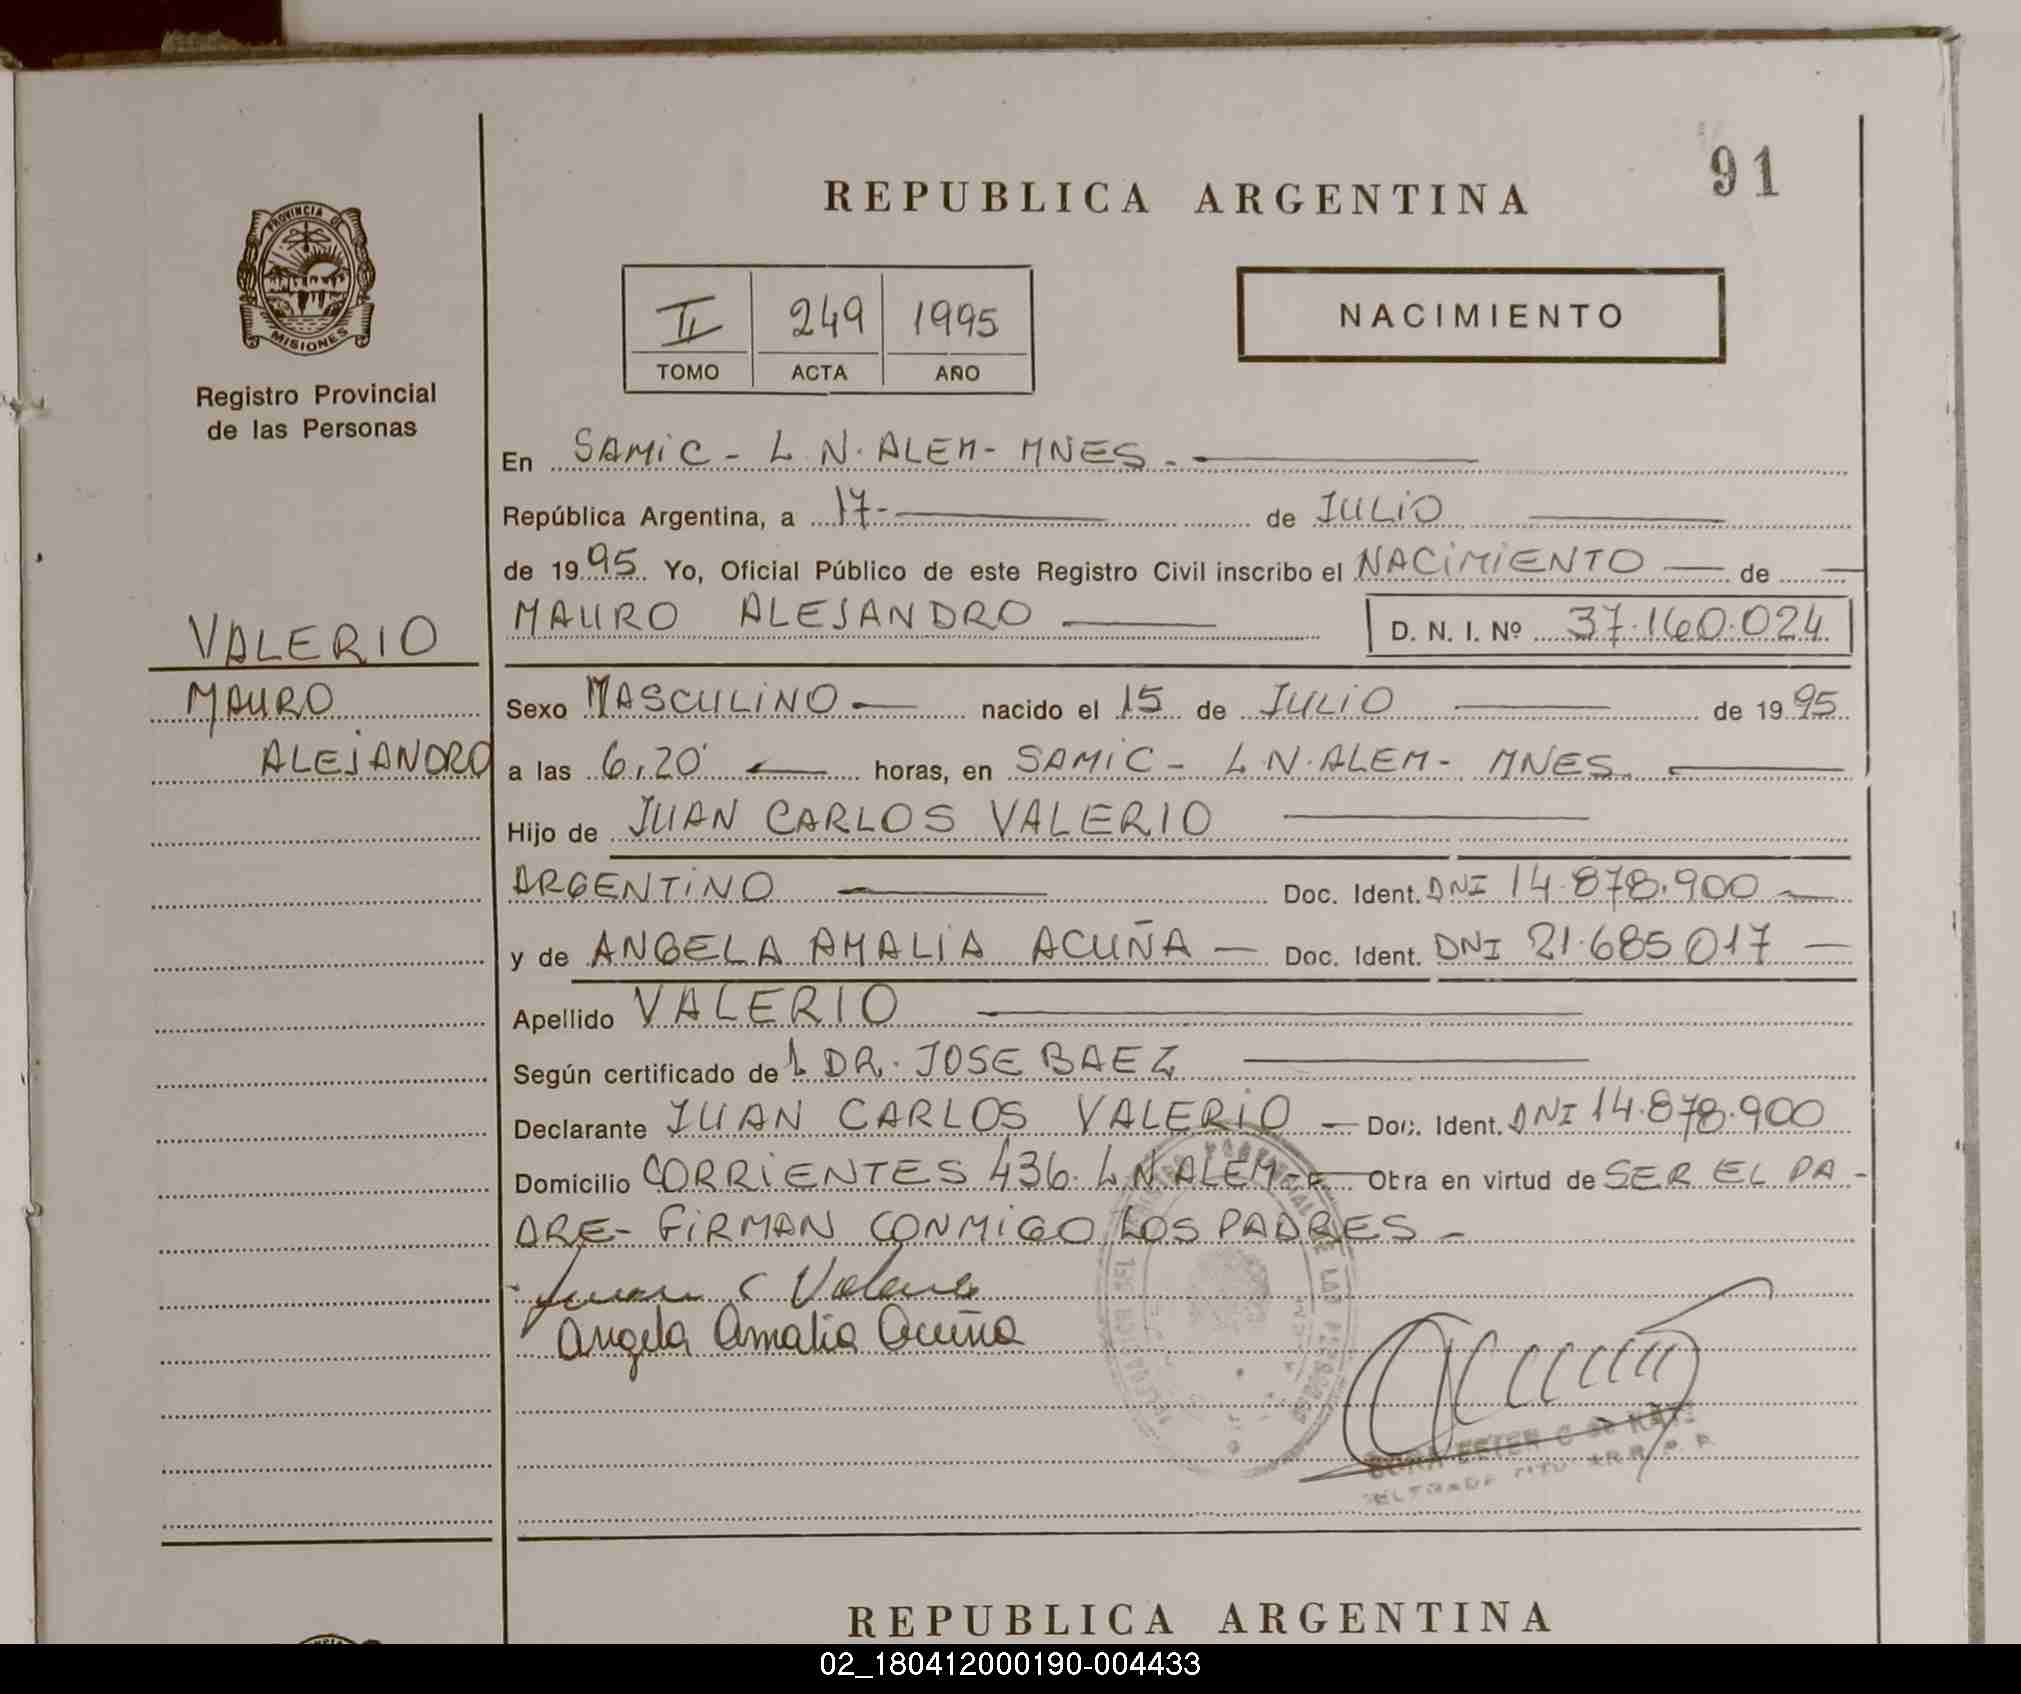 91
REPUBLICA ARGENTINA
PROVINCIA DE
MISIONES
Registro Provincial
de las Personas
II 249 1995
TOMO ACTA AÑO
NACIMIENTO
En SAMIC - L.N. ALEM - MNES.-
República Argentina, a 17- de JULIO
de 1995 Yo, Oficial Público de este Registro Civil inscribo el NACIMIENTO de
MAURO ALEJANDRO D. N. I. Nº 37.160.024
VALERIO
MAURO
ALEJANDRO
Sexo MASCULINO nacido el 15 de JULIO de 1995
a las 6,20' horas, en SAMIC - L.N. ALEM - MNES.
Hijo de JUAN CARLOS VALERIO
ARGENTINO Doc. Ident. DNI 14.878.900
y de ANGELA AMALIA ACUÑA - Doc. Ident. DNI 21.685.017
Apellido VALERIO
Según certificado de L DR. JOSE BAEZ
Declarante JUAN CARLOS VALERIO - Doc. Ident. DNI 14.878.900
Domicilio CORRIENTES 436. L.N. ALEM - Otra en virtud de SER EL PA-
DRE - FIRMAN CONMIGO LOS PADRES -
Juan C Valerio
Angela Amalia Acuña
REPUBLICA ARGENTINA
02_180412000190-004433